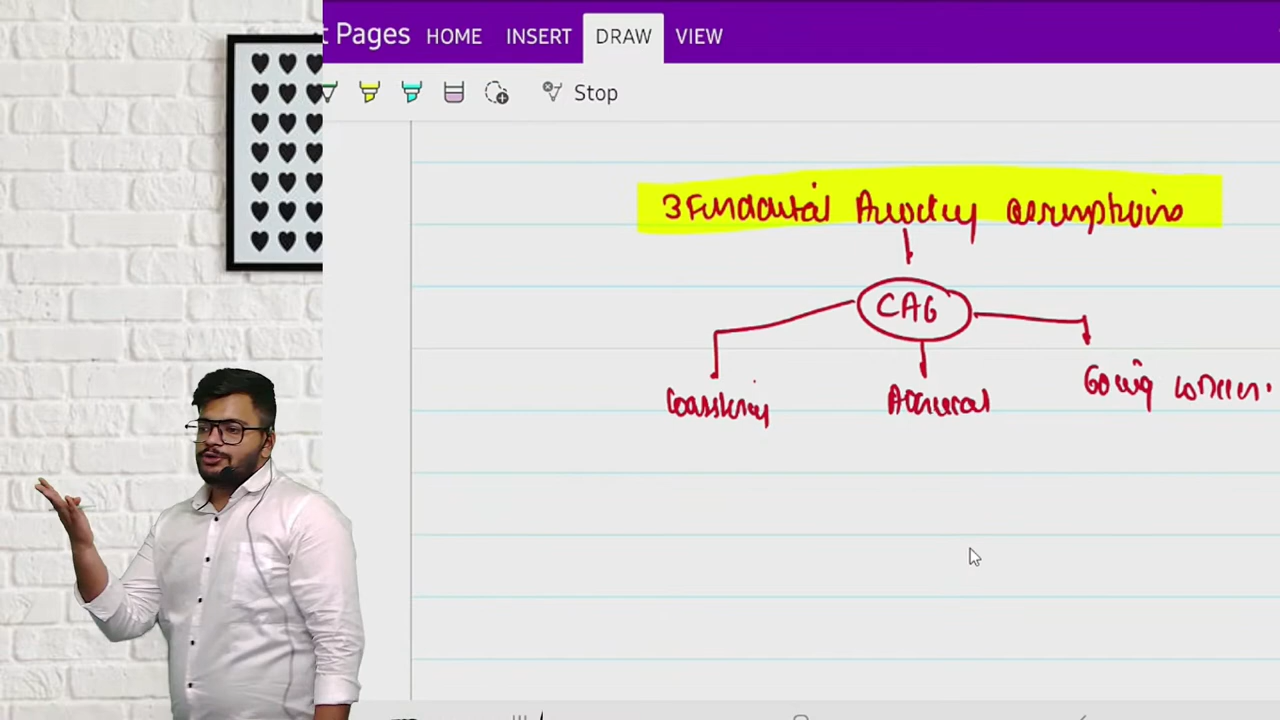 t Pages HOME INSERT DRAW VIEW
Stop
3 Fundamental Accounting assumptions
CAG
Consistency Accrual Going concern.